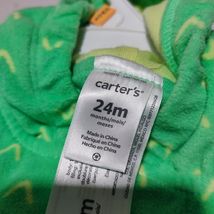 carter's®
24m
months/mois/
meses
Made in China
Fabriqué en Chine
Hecho en China